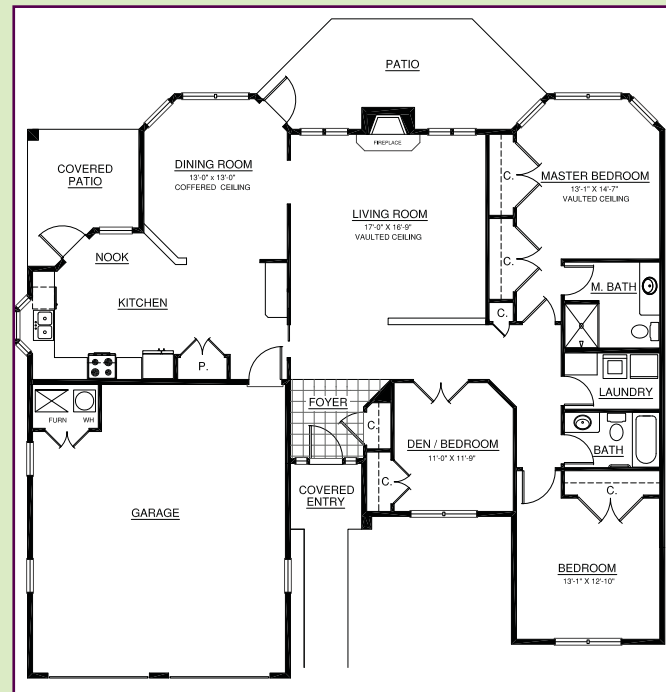 PATIO
FIREPLACE
COVERED
PATIO
DINING ROOM
13'-0" x 13'-0"
COFFERED CEILING
C.
MASTER BEDROOM
13'-1" X 14'-7"
VAULTED CEILING
LIVING ROOM
17'-0" X 16'-9"
VAULTED CEILING
NOOK
C.
M. BATH
KITCHEN
C.
P.
LAUNDRY
FURN
WH
FOYER
C.
DEN / BEDROOM
11'-0" X 11'-9"
BATH
C.
COVERED
ENTRY
C.
GARAGE
BEDROOM
13'-1" X 12'-10"